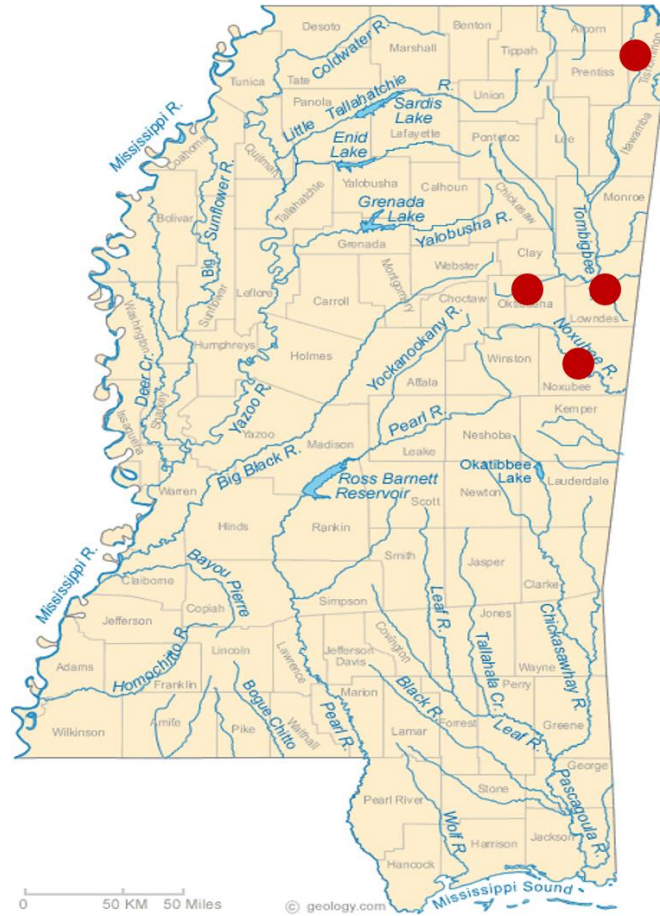 Desoto
Benton
Alcorn
Tippah
Marshall
Coldwater R.
Prentiss
Tunica
Tate
Panola
Union
Little Tallahatchie R.
Sardis
Lake
Lafayette
Pontotoc
Lee
Itawamba
Mississippi R.
Coahoma
Quitman
Enid
Lake
Yalobusha
Calhoun
Chickasaw
Monroe
Tallahatchie
Big Sunflower R.
Bolivar
Grenada
Lake
Grenada
Yalobusha R.
Clay
Tombigbee
Webster
Montgomery
Choctaw
Leflore
Carroll
Sunflower
Lowndes
Washington
Humphreys
Holmes
Yockanookany R.
Noxubee R.
Winston
Noxubee
Deer Cr.
Sharkey
Yazoo R.
Affala
Kemper
Issaquena
Yazoo
Madison
Pearl R.
Leake
Neshoba
Big Black R.
Okatibbee
Lake
Lauderdale
Newton
Warren
Ross Barnett
Reservoir
Scott
Hinds
Rankin
Mississippi R.
Smith
Jasper
Clarke
Claiborne
Bayou Pierre
Simpson
Copiah
Jefferson
Leaf R.
Jones
Chickasawhay R.
Covington
Tallahala Cr.
Lincoln
Lawrence
Jefferson
Davis
Homochitto R.
Wayne
Adams
Franklin
Marion
Perry
Black R.
Bogue Chitto
Wilkinson
Amite
Pike
Walthall
Pearl R.
Lamar
Forrest
Leaf R.
Greene
George
Pascagoula R.
Stone
Pearl River
Wolf R.
Jackson
Harrison
Hancock
Mississippi Sound
0 50 KM 50 Miles
© geology.com